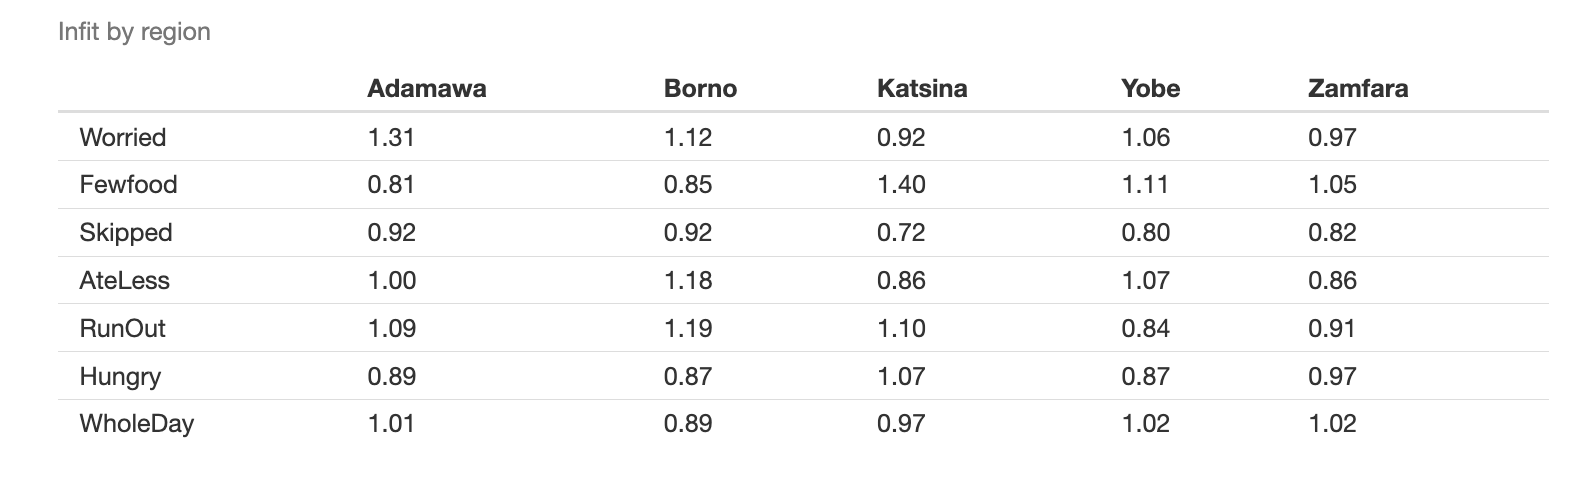 Infit by region
Adamawa Borno Katsina Yobe Zamfara
Worried 1.31 1.12 0.92 1.06 0.97
Fewfood 0.81 0.85 1.40 1.11 1.05
Skipped 0.92 0.92 0.72 0.80 0.82
AteLess 1.00 1.18 0.86 1.07 0.86
RunOut 1.09 1.19 1.10 0.84 0.91
Hungry 0.89 0.87 1.07 0.87 0.97
WholeDay 1.01 0.89 0.97 1.02 1.02